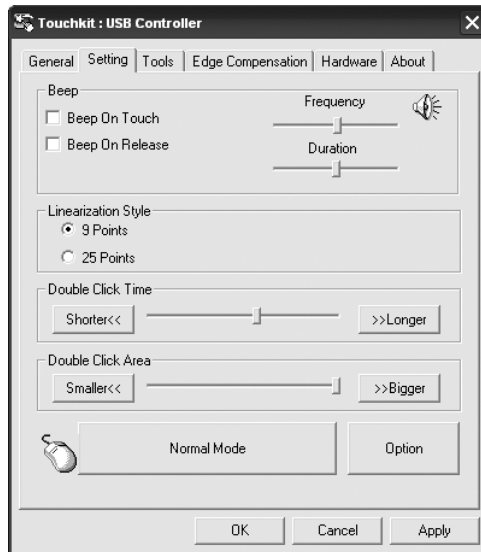 Touchkit : USB Controller
General Setting Tools Edge Compensation Hardware About
Beep
Beep On Touch
Beep On Release
Frequency
Duration
Linearization Style
9 Points
25 Points
Double Click Time
Shorter<< >>Longer
Double Click Area
Smaller<< >>Bigger
Normal Mode Option
OK Cancel Apply